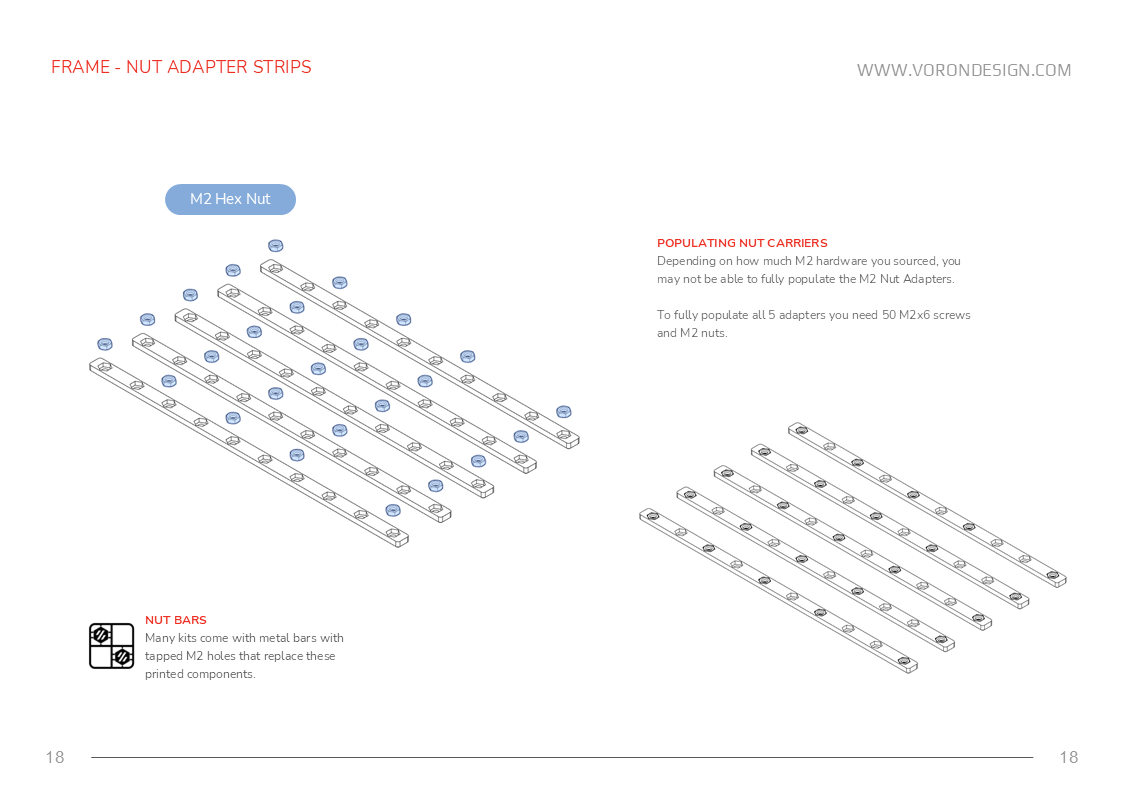 FRAME - NUT ADAPTER STRIPS
WWW.VORONDESIGN.COM
M2 Hex Nut
POPULATING NUT CARRIERS
Depending on how much M2 hardware you sourced, you
may not be able to fully populate the M2 Nut Adapters.
To fully populate all 5 adapters you need 50 M2x6 screws
and M2 nuts.
NUT BARS
Many kits come with metal bars with
tapped M2 holes that replace these
printed components.
18
18